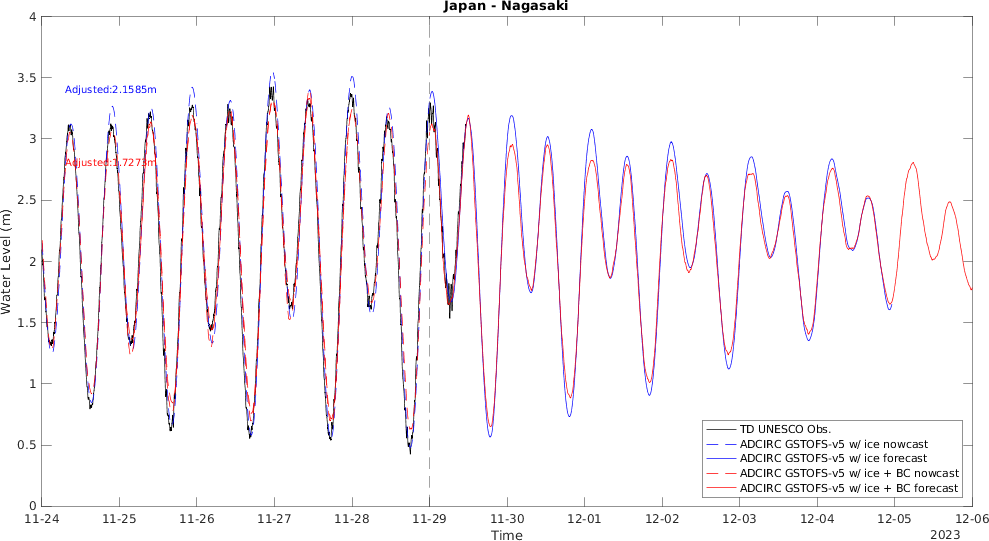 Japan - Nagasaki
4
3.5
3
2.5
2
1.5
1
0.5
0
Water Level (m)
Adjusted:2.1585m
Adjusted:1.7273m
TD UNESCO Obs.
ADCIRC GSTOFS-v5 w/ ice nowcast
ADCIRC GSTOFS-v5 w/ ice forecast
ADCIRC GSTOFS-v5 w/ ice + BC nowcast
ADCIRC GSTOFS-v5 w/ ice + BC forecast
11-24 11-25 11-26 11-27 11-28 11-29 11-30 12-01 12-02 12-03 12-04 12-05 12-06
Time
2023